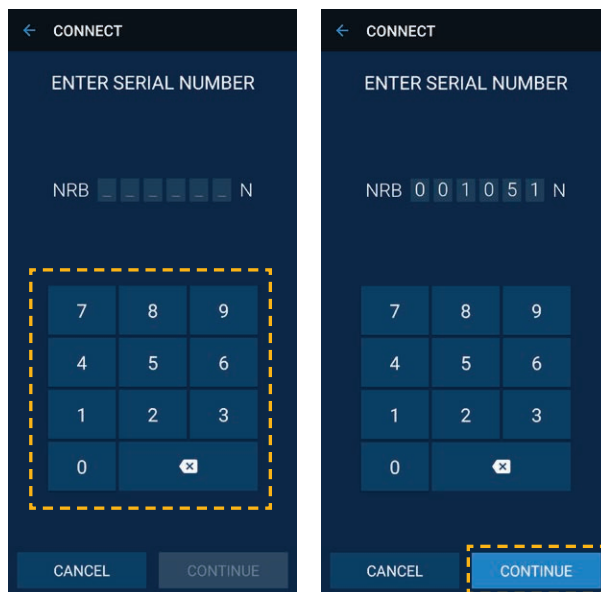 CONNECT
ENTER SERIAL NUMBER
NRB _ _ _ _ _ _ N
7 8 9
4 5 6
1 2 3
0
CANCEL CONTINUE
CONNECT
ENTER SERIAL NUMBER
NRB 0 0 1 0 5 1 N
7 8 9
4 5 6
1 2 3
0
CANCEL CONTINUE